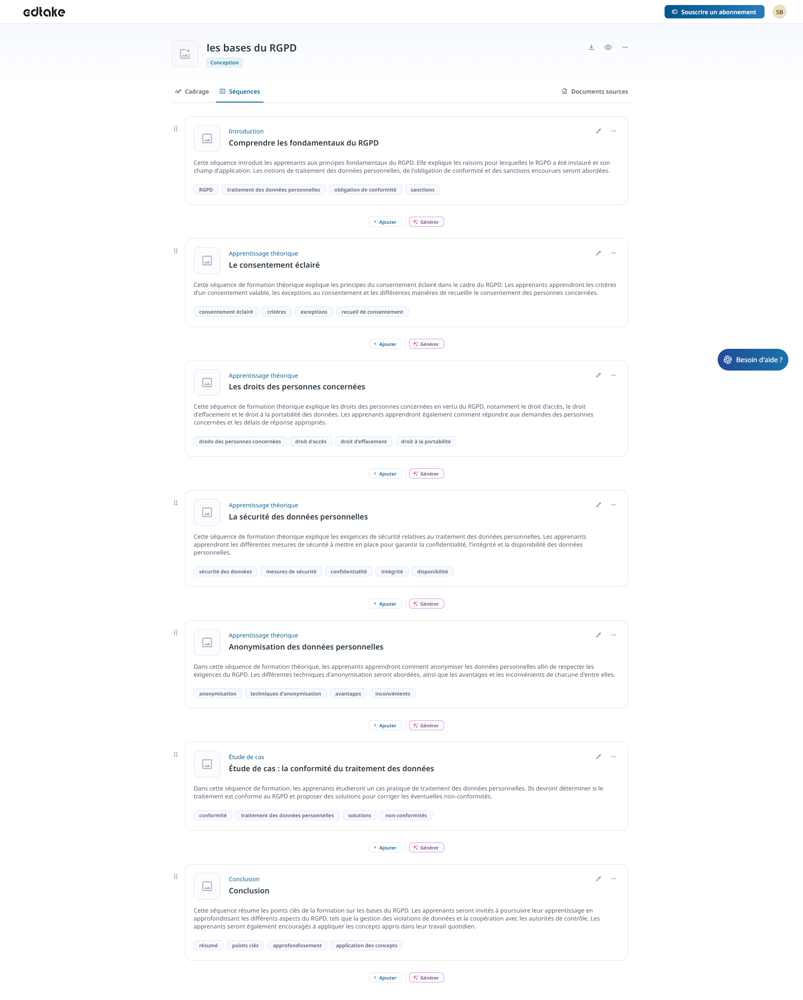 edtake
Souscrire un abonnement
SB
les bases du RGPD
Conception
Cadrage
Séquences
Documents sources
Introduction
Comprendre les fondamentaux du RGPD
Cette séquence introduit les apprenants aux principes fondamentaux du RGPD. Elle explique les raisons pour lesquelles le RGPD a été instauré et son
champ d'application. Les notions de traitement des données personnelles, de l'obligation de conformité et des sanctions encourues seront abordées.
RGPD traitement des données personnelles obligation de conformité sanctions
+ Ajouter Générer
Apprentissage théorique
Le consentement éclairé
Cette séquence de formation théorique explique les principes du consentement éclairé dans le cadre du RGPD. Les apprenants apprendront les critères
d'un consentement valable, les exceptions au consentement et les différentes manières de recueillir le consentement des personnes concernées.
consentement éclairé critères exceptions recueil de consentement
+ Ajouter Générer
Besoin d'aide ?
Apprentissage théorique
Les droits des personnes concernées
Cette séquence de formation théorique explique les droits des personnes concernées en vertu du RGPD, notamment le droit d'accès, le droit
d'effacement et le droit à la portabilité des données. Les apprenants apprendront également comment répondre aux demandes des personnes
concernées et les délais de réponse appropriés.
droits des personnes concernées droit d'accès droit d'effacement droit à la portabilité
+ Ajouter Générer
Apprentissage théorique
La sécurité des données personnelles
Cette séquence de formation théorique explique les exigences de sécurité relatives au traitement des données personnelles. Les apprenants
apprendront les différentes mesures de sécurité à mettre en place pour garantir la confidentialité, l'intégrité et la disponibilité des données
personnelles.
sécurité des données mesures de sécurité confidentialité intégrité disponibilité
+ Ajouter Générer
Apprentissage théorique
Anonymisation des données personnelles
Dans cette séquence de formation théorique, les apprenants apprendront comment anonymiser les données personnelles afin de respecter les
exigences du RGPD. Les différentes techniques d'anonymisation seront abordées, ainsi que les avantages et les inconvénients de chacune d'entre elles.
anonymisation techniques d'anonymisation avantages inconvénients
+ Ajouter Générer
Étude de cas
Étude de cas : la conformité du traitement des données
Dans cette séquence de formation, les apprenants étudieront un cas pratique de traitement des données personnelles. Ils devront déterminer si le
traitement est conforme au RGPD et proposer des solutions pour corriger les éventuelles non-conformités.
conformité traitement des données personnelles solutions non-conformités
+ Ajouter Générer
Conclusion
Conclusion
Cette séquence résume les points clés de la formation sur les bases du RGPD. Les apprenants seront invités à poursuivre leur apprentissage en
approfondissant les différents aspects du RGPD, tels que la gestion des violations de données et la coopération avec les autorités de contrôle. Les
apprenants seront également encouragés à appliquer les concepts appris dans leur travail quotidien.
résumé points clés approfondissement application des concepts
+ Ajouter Générer